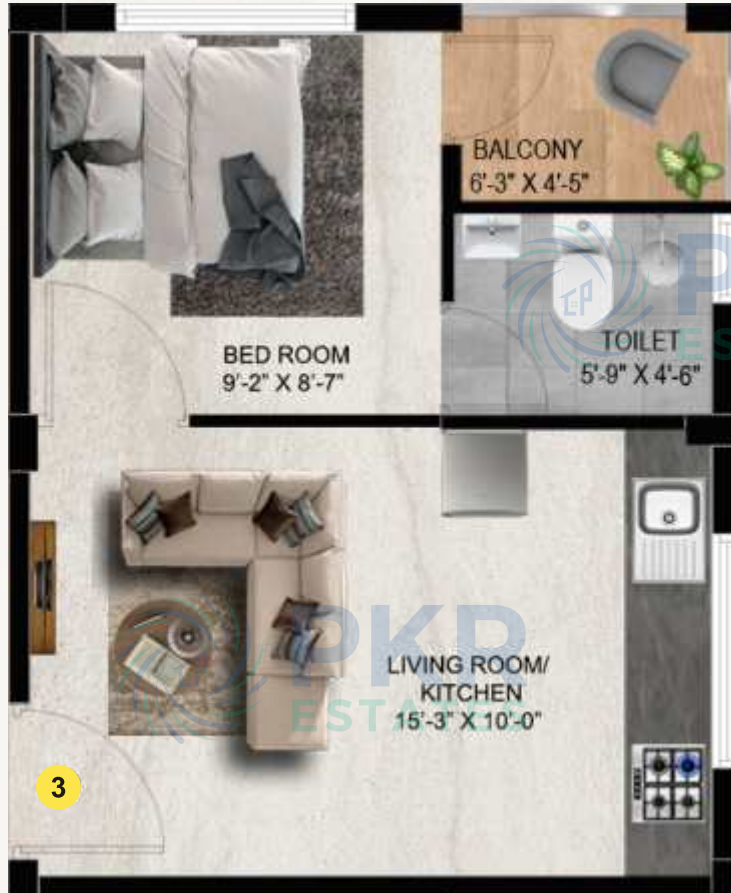 BALCONY
6'-3" X 4'-5"
TOILET
5'-9" X 4'-6"
BED ROOM
9'-2" X 8'-7"
LIVING ROOM/
KITCHEN
15'-3" X 10'-0"
PKR
ESTATES
3
P
ES